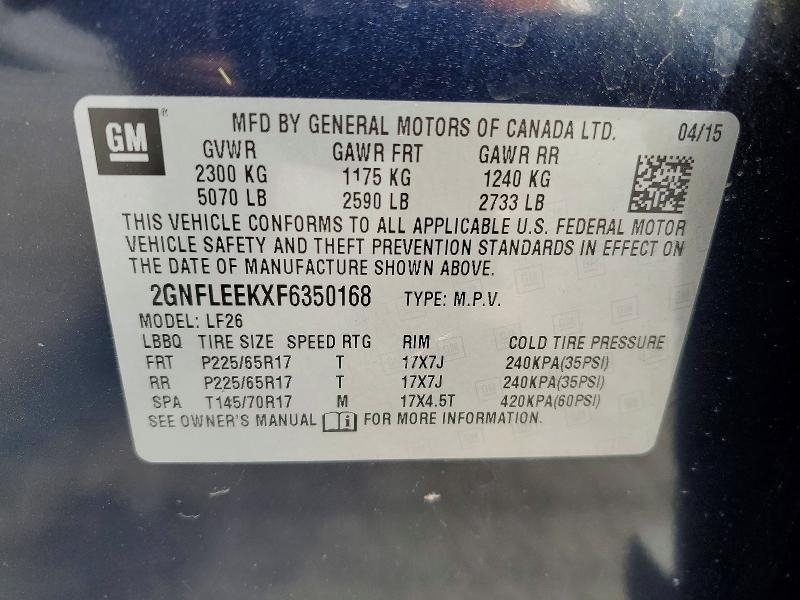 GM ® MFD BY GENERAL MOTORS OF CANADA LTD. 04/15
GVWR GAWR FRT GAWR RR
2300 KG 1175 KG 1240 KG
5070 LB 2590 LB 2733 LB
THIS VEHICLE CONFORMS TO ALL APPLICABLE U.S. FEDERAL MOTOR
VEHICLE SAFETY AND THEFT PREVENTION STANDARDS IN EFFECT ON
THE DATE OF MANUFACTURE SHOWN ABOVE.
2GNFLEEKXF6350168 TYPE: M.P.V.
MODEL: LF26
LBBQ TIRE SIZE SPEED RTG RIM COLD TIRE PRESSURE
FRT P225/65R17 T 17X7J 240KPA(35PSI)
RR P225/65R17 T 17X7J 240KPA(35PSI)
SPA T145/70R17 M 17X4.5T 420KPA(60PSI)
SEE OWNER'S MANUAL i FOR MORE INFORMATION.